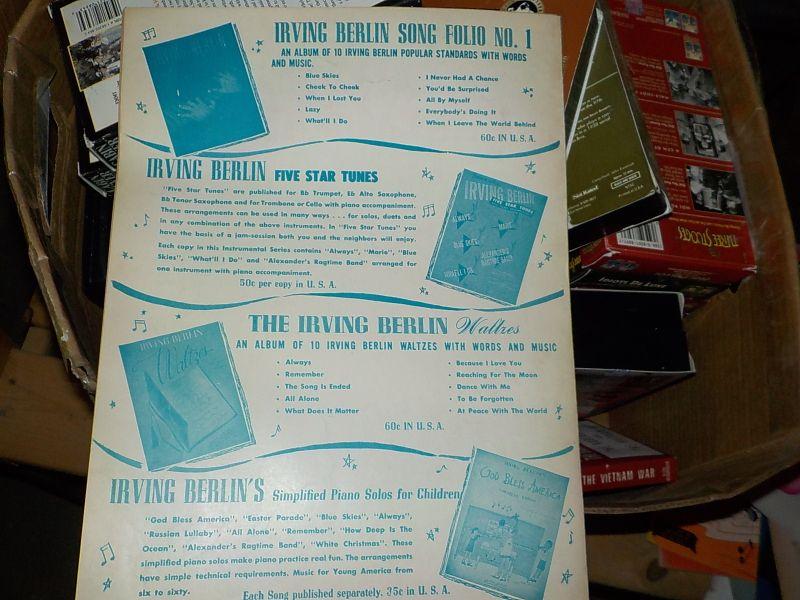 IRVING BERLIN SONG FOLIO NO. 1
AN ALBUM OF 10 IRVING BERLIN POPULAR STANDARDS WITH WORDS
AND MUSIC.
• Blue Skies
• Cheek To Cheek
• When I Lost You
• Lazy
• What'll I Do
• I Never Had A Chance
• You'd Be Surprised
• All By Myself
• Everybody's Doing It
• When I Leave The World Behind
60c IN U. S. A.
IRVING BERLIN FIVE STAR TUNES
"Five Star Tunes" are published for Bb Trumpet, Eb Alto Saxophone,
Bb Tenor Saxophone and for Trombone or Cello with piano accompaniment.
These arrangements can be used in many ways . . . for solos, duets and
in any combination of the above instruments. In "Five Star Tunes" you
have the basis of a jam-session both you and the neighbors will enjoy.
Each copy in this Instrumental Series contains "Always", "Marie", "Blue
Skies", "What'll I Do" and "Alexander's Ragtime Band" arranged for
one instrument with piano accompaniment.
50c per copy in U. S. A.
IRVING BERLIN
FIVE STAR TUNES
ALWAYS
MARIE
BLUE SKIES
ALEXANDER'S
RAGTIME BAND
WHAT'LL I DO
THE IRVING BERLIN Waltzes
AN ALBUM OF 10 IRVING BERLIN WALTZES WITH WORDS AND MUSIC
• Always
• Remember
• The Song Is Ended
• All Alone
• What Does It Matter
• Because I Love You
• Reaching For The Moon
• Dance With Me
• To Be Forgotten
• At Peace With The World
60c IN U. S. A.
IRVING BERLIN
Waltzes
IRVING BERLIN'S Simplified Piano Solos for Children
"God Bless America", "Easter Parade", "Blue Skies", "Always",
"Russian Lullaby", "All Alone", "Remember", "How Deep Is The
Ocean", "Alexander's Ragtime Band", "White Christmas". These
simplified piano solos make piano practice real fun. The arrangements
have simple technical requirements. Music for Young America from
six to sixty.
Each Song published separately. 35c in U. S. A.
GOD BLESS AMERICA
THREE STOOGES
THE VIETNAM WAR